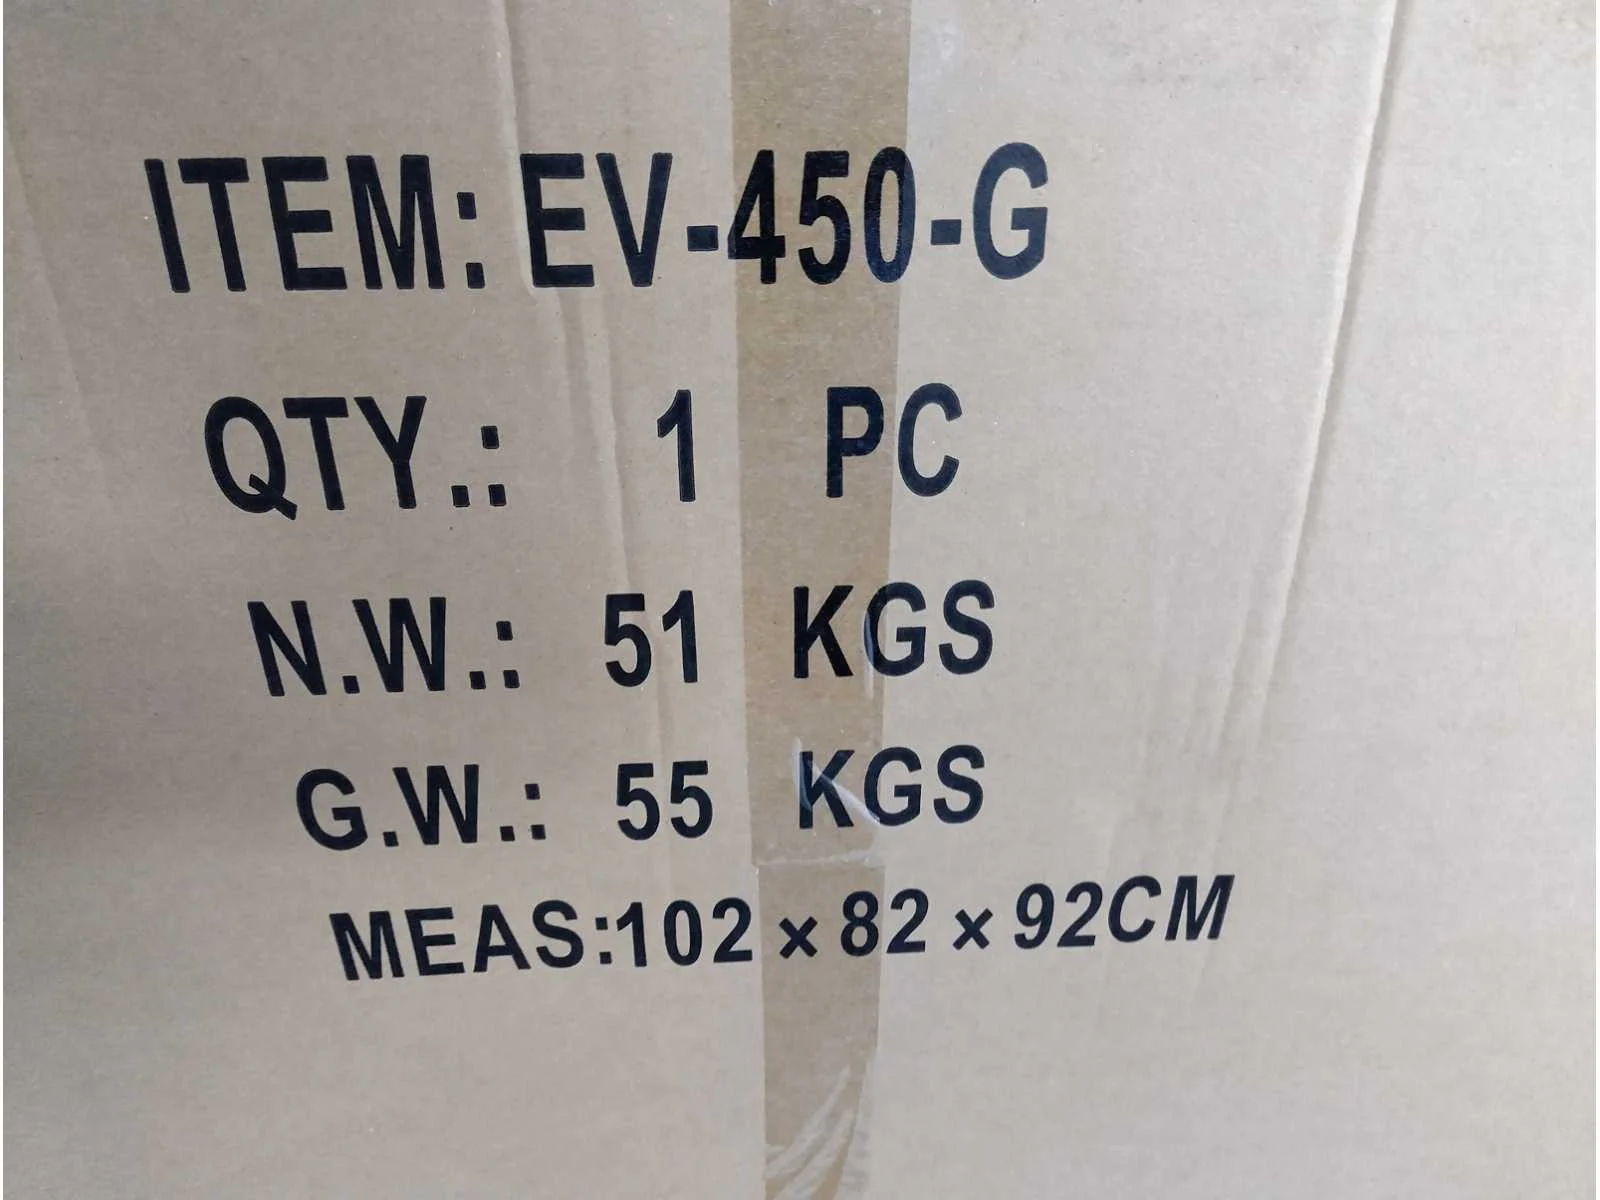 ITEM: EV-450-G
QTY.: 1 PC
N.W.: 51 KGS
G.W.: 55 KGS
MEAS:102 × 82 × 92CM